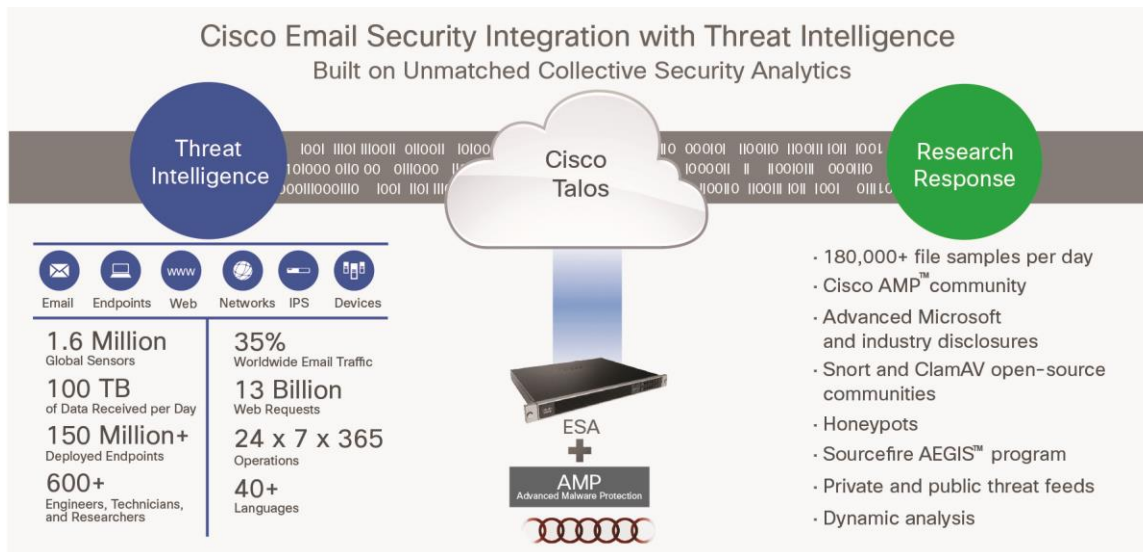 Cisco Email Security Integration with Threat Intelligence
Built on Unmatched Collective Security Analytics
Threat
Intelligence
Cisco
Talos
Research
Response
www
Email
Endpoints
Web
Networks
IPS
Devices
1.6 Million
Global Sensors
100 TB
of Data Received per Day
150 Million+
Deployed Endpoints
600+
Engineers, Technicians,
and Researchers
35%
Worldwide Email Traffic
13 Billion
Web Requests
24 x 7 x 365
Operations
40+
Languages
ESA
AMP
Advanced Malware Protection
· 180,000+ file samples per day
· Cisco AMP™ community
· Advanced Microsoft
and industry disclosures
· Snort and ClamAV open-source
communities
· Honeypots
· Sourcefire AEGIS™ program
· Private and public threat feeds
· Dynamic analysis